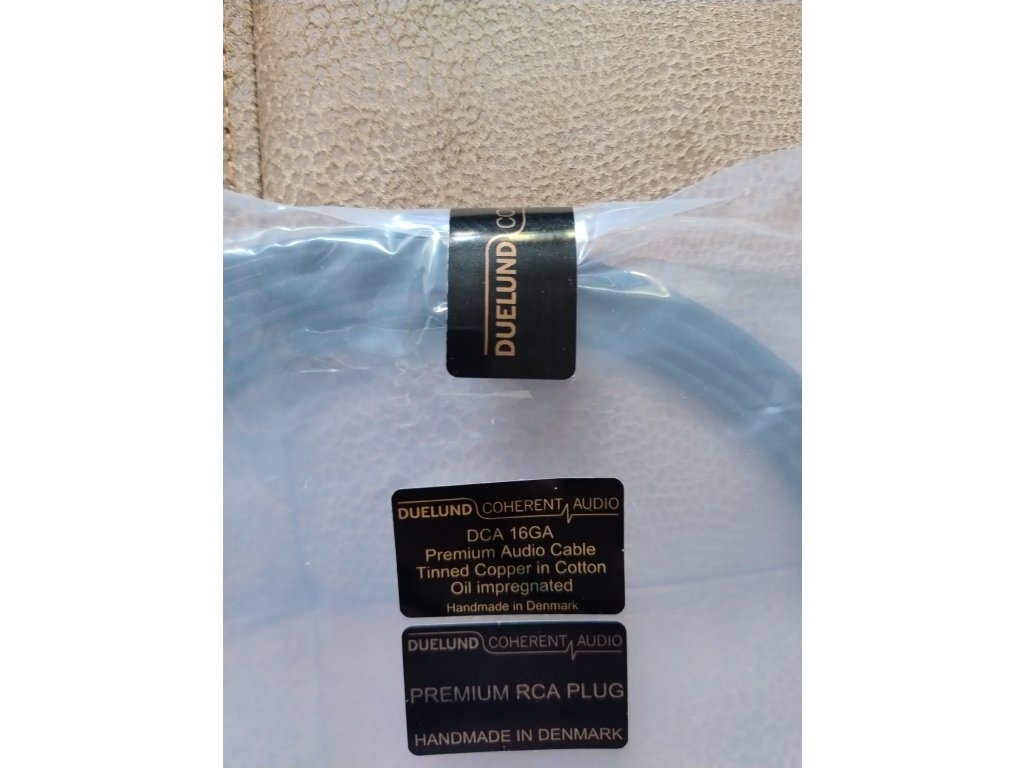 DUELUND CO
DUELUND COHERENT AUDIO
DCA 16GA
Premium Audio Cable
Tinned Copper in Cotton
Oil impregnated
Handmade in Denmark
DUELUND COHERENT AUDIO
PREMIUM RCA PLUG
HANDMADE IN DENMARK